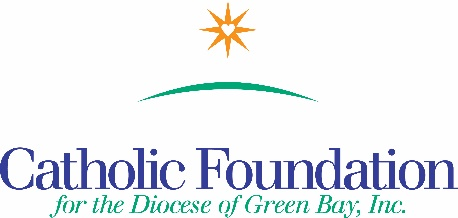 Catholic Foundation
for the Diocese of Green Bay, Inc.